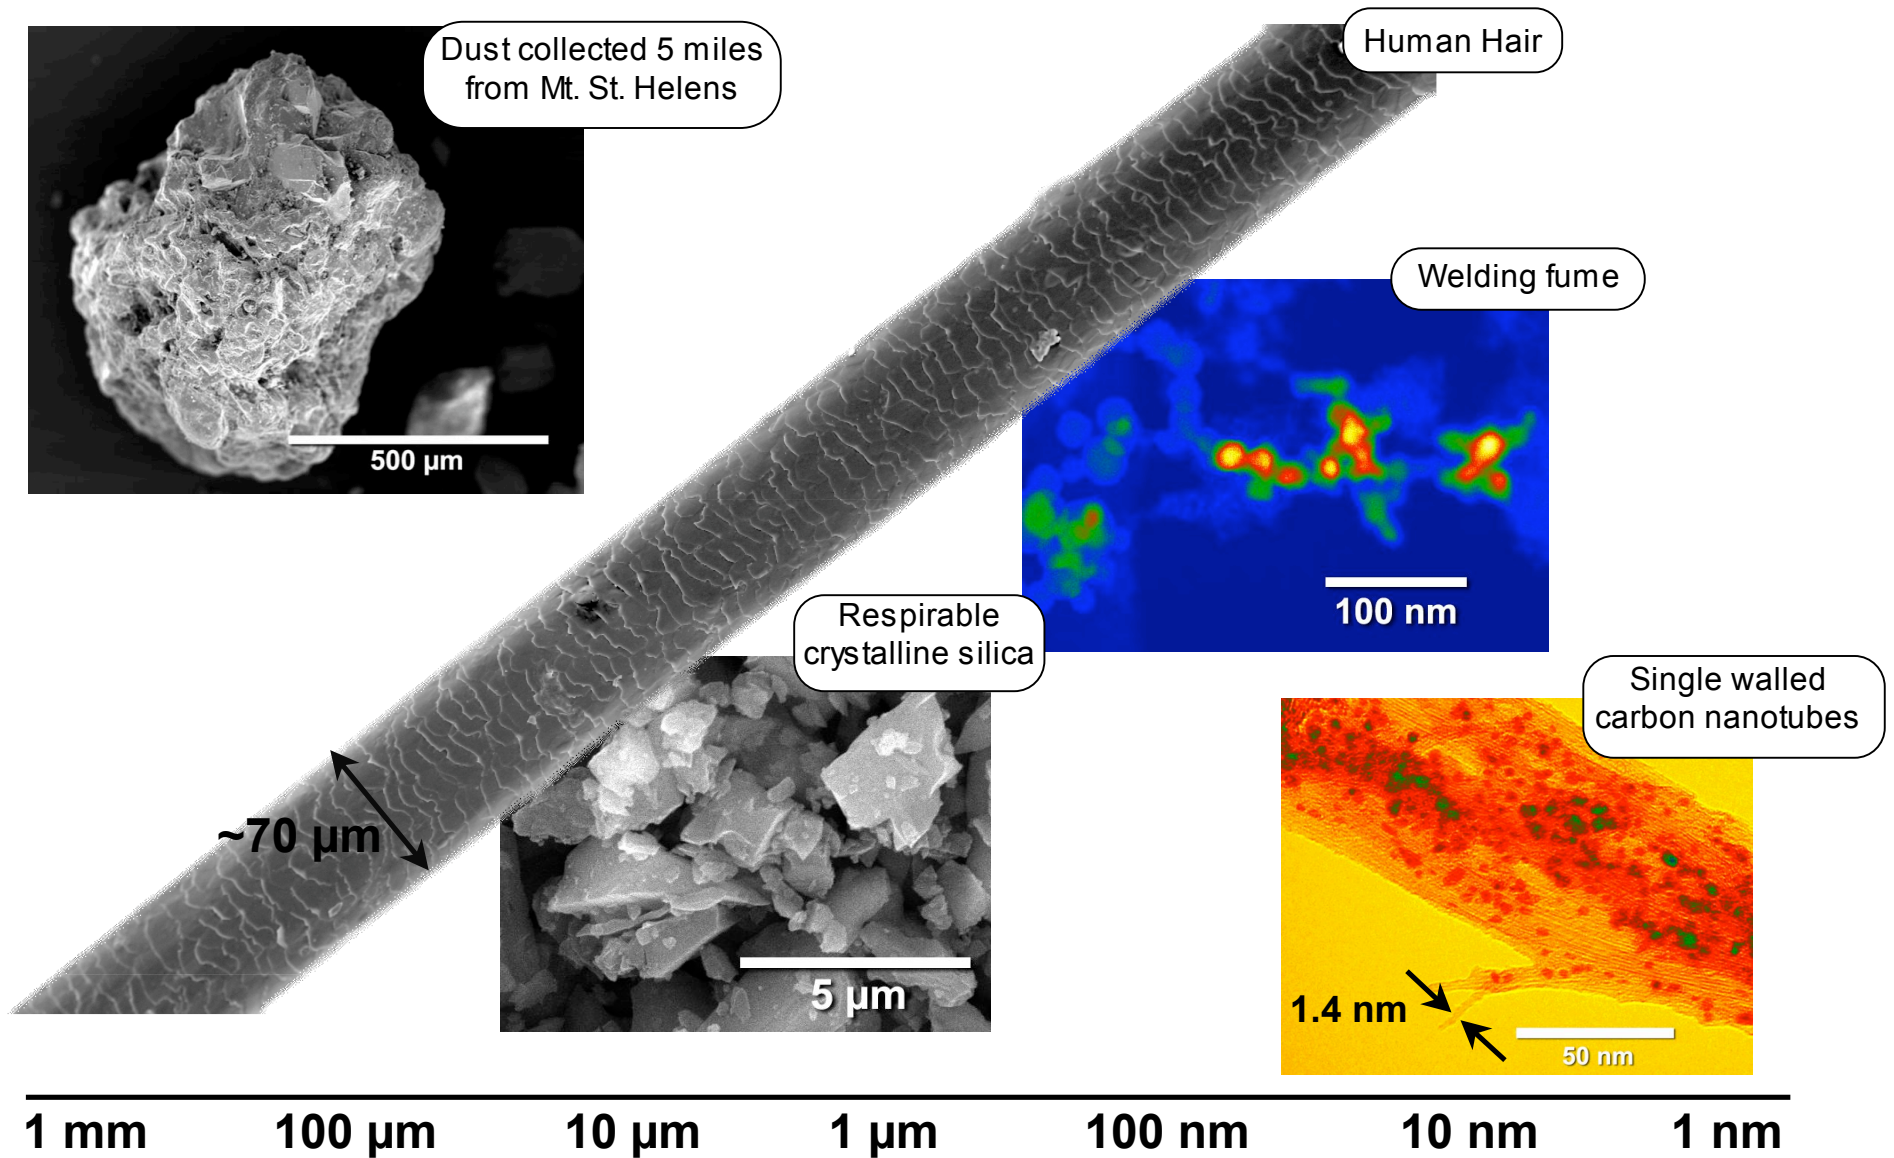 Dust collected 5 miles
from Mt. St. Helens
500 µm
Human Hair
Welding fume
100 nm
Respirable
crystalline silica
5 µm
~70 µm
Single walled
carbon nanotubes
1.4 nm
50 nm
1 mm 100 µm 10 µm 1 µm 100 nm 10 nm 1 nm